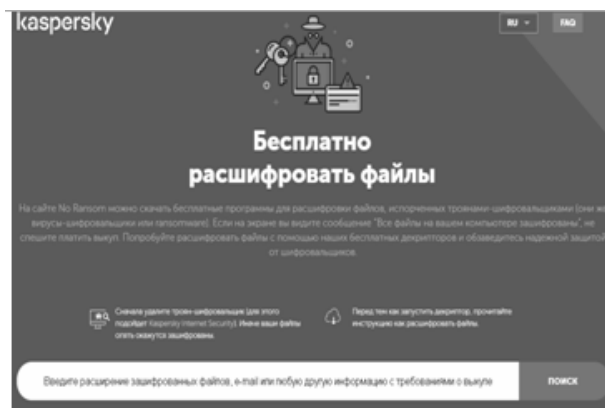 kaspersky
RU
FAQ
Бесплатно
расшифровать файлы
На сайте No Ransom можно скачать бесплатные программы для расшифровки файлов, испорченных троянами-шифровальщиками (они же
вирусы-шифровальщики или ransomware). Если на экране вы видите сообщение "Все файлы на вашем компьютере зашифрованы", не
спешите платить выкуп. Попробуйте расшифровать файлы с помощью наших бесплатных декрипторов и обзаведитесь надежной защитой
от шифровальщиков.
Сначала удалите троян-шифровальщик (для этого
подойдет Kaspersky Internet Security). Иначе ваши файлы
опять окажутся зашифрованы.
Перед тем как запустить декриптор, прочитайте
инструкцию как расшифровать файлы.
Введите расширение зашифрованных файлов, e-mail или любую другую информацию с требованиями о выкупе
ПОИСК